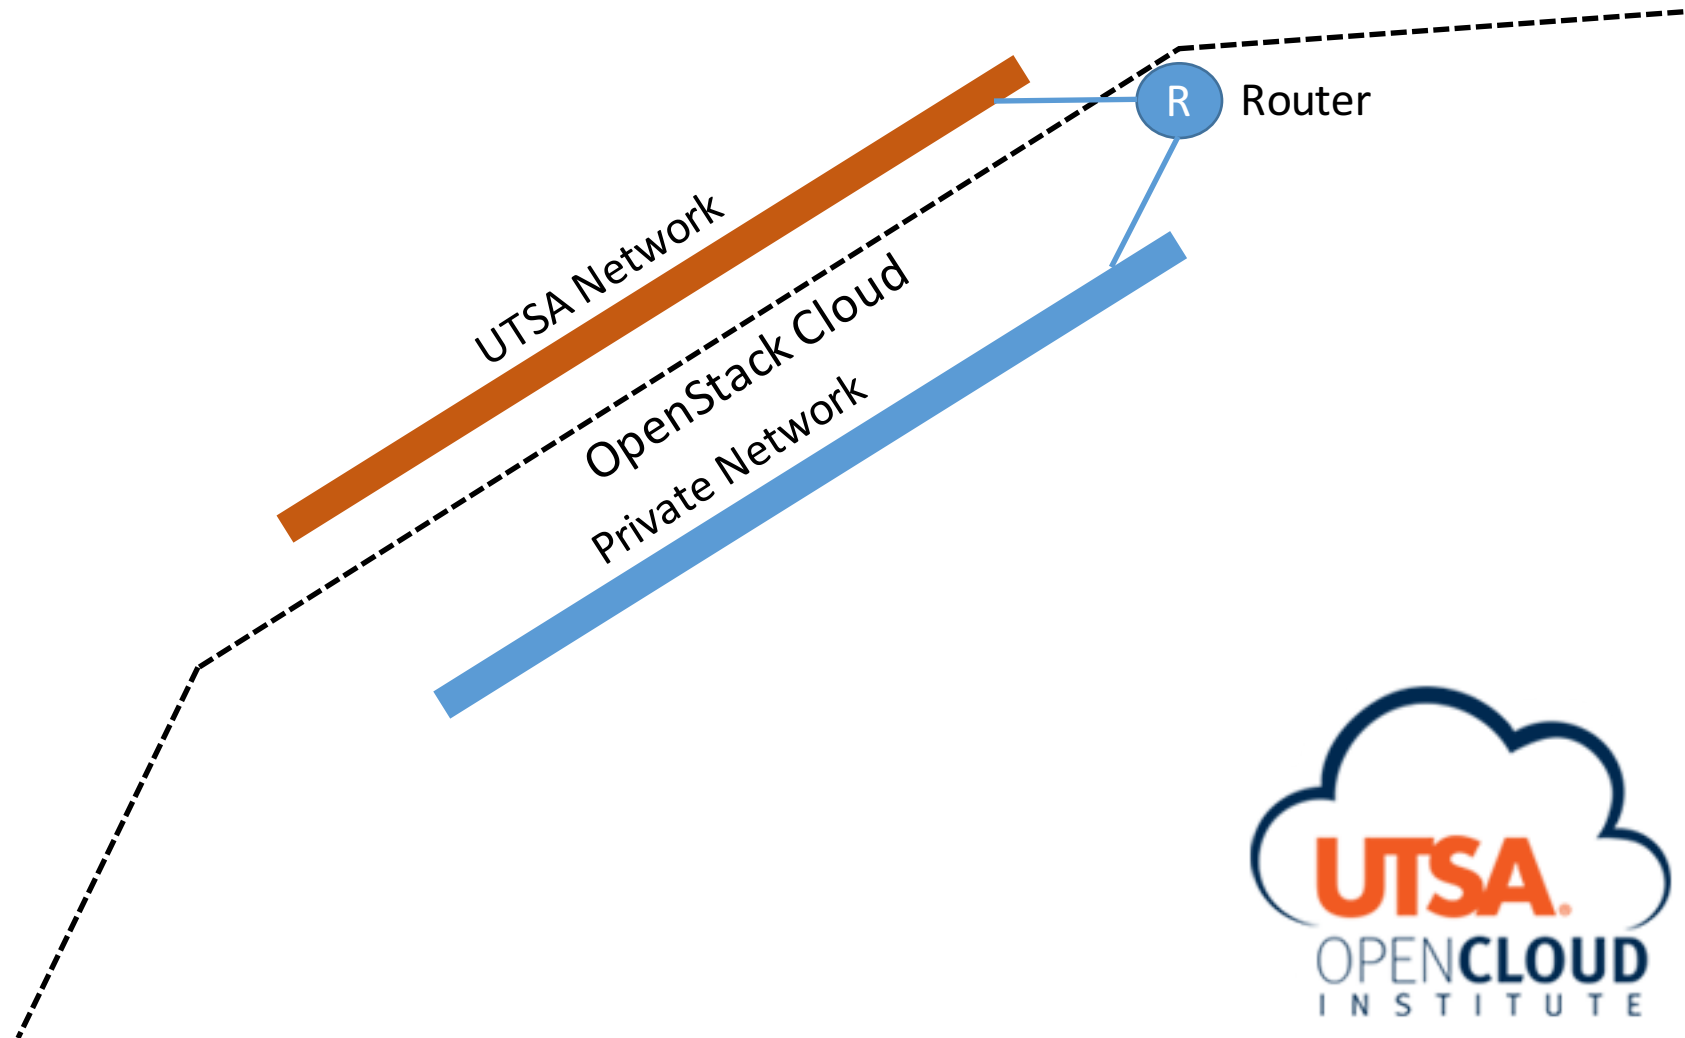 R
Router
UTSA Network
OpenStack Cloud
Private Network
UTSA.
OPENCLOUD
INSTITUTE